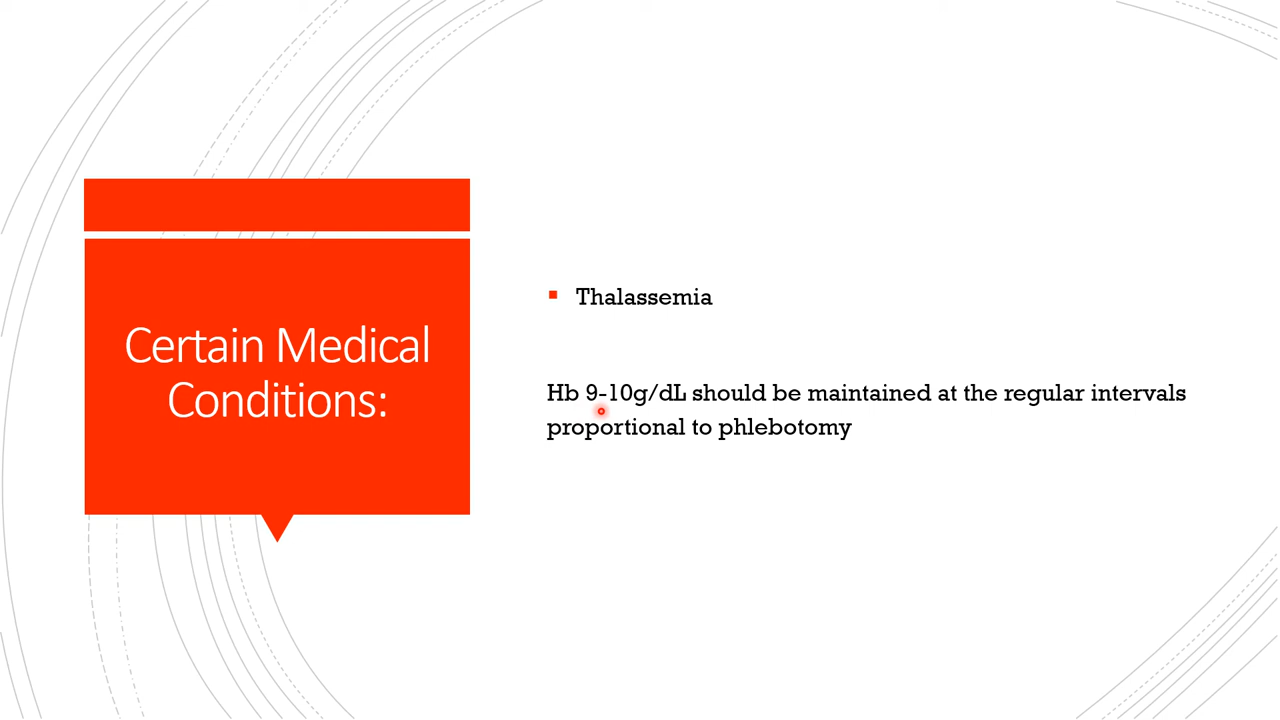 Certain Medical
Conditions:
Thalassemia
Hb 9-10g/dL should be maintained at the regular intervals
proportional to phlebotomy